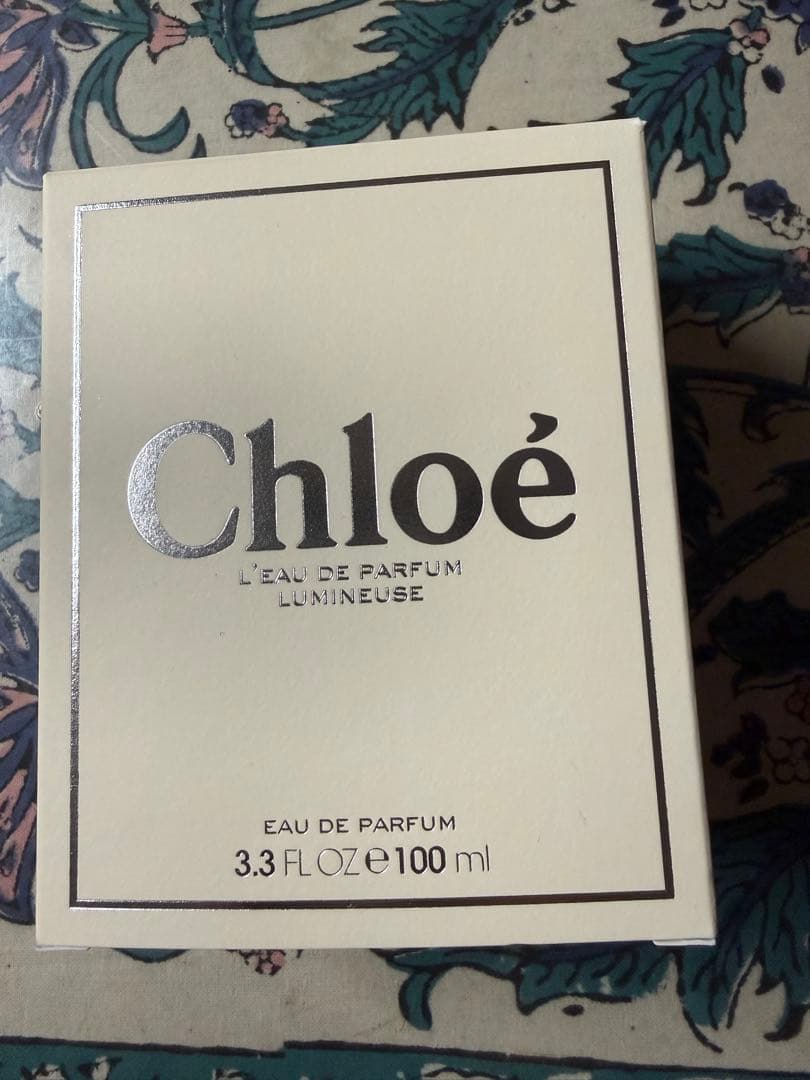 Chloé
L'EAU DE PARFUM
LUMINEUSE
EAU DE PARFUM
3.3 FL OZ ℮ 100 ml